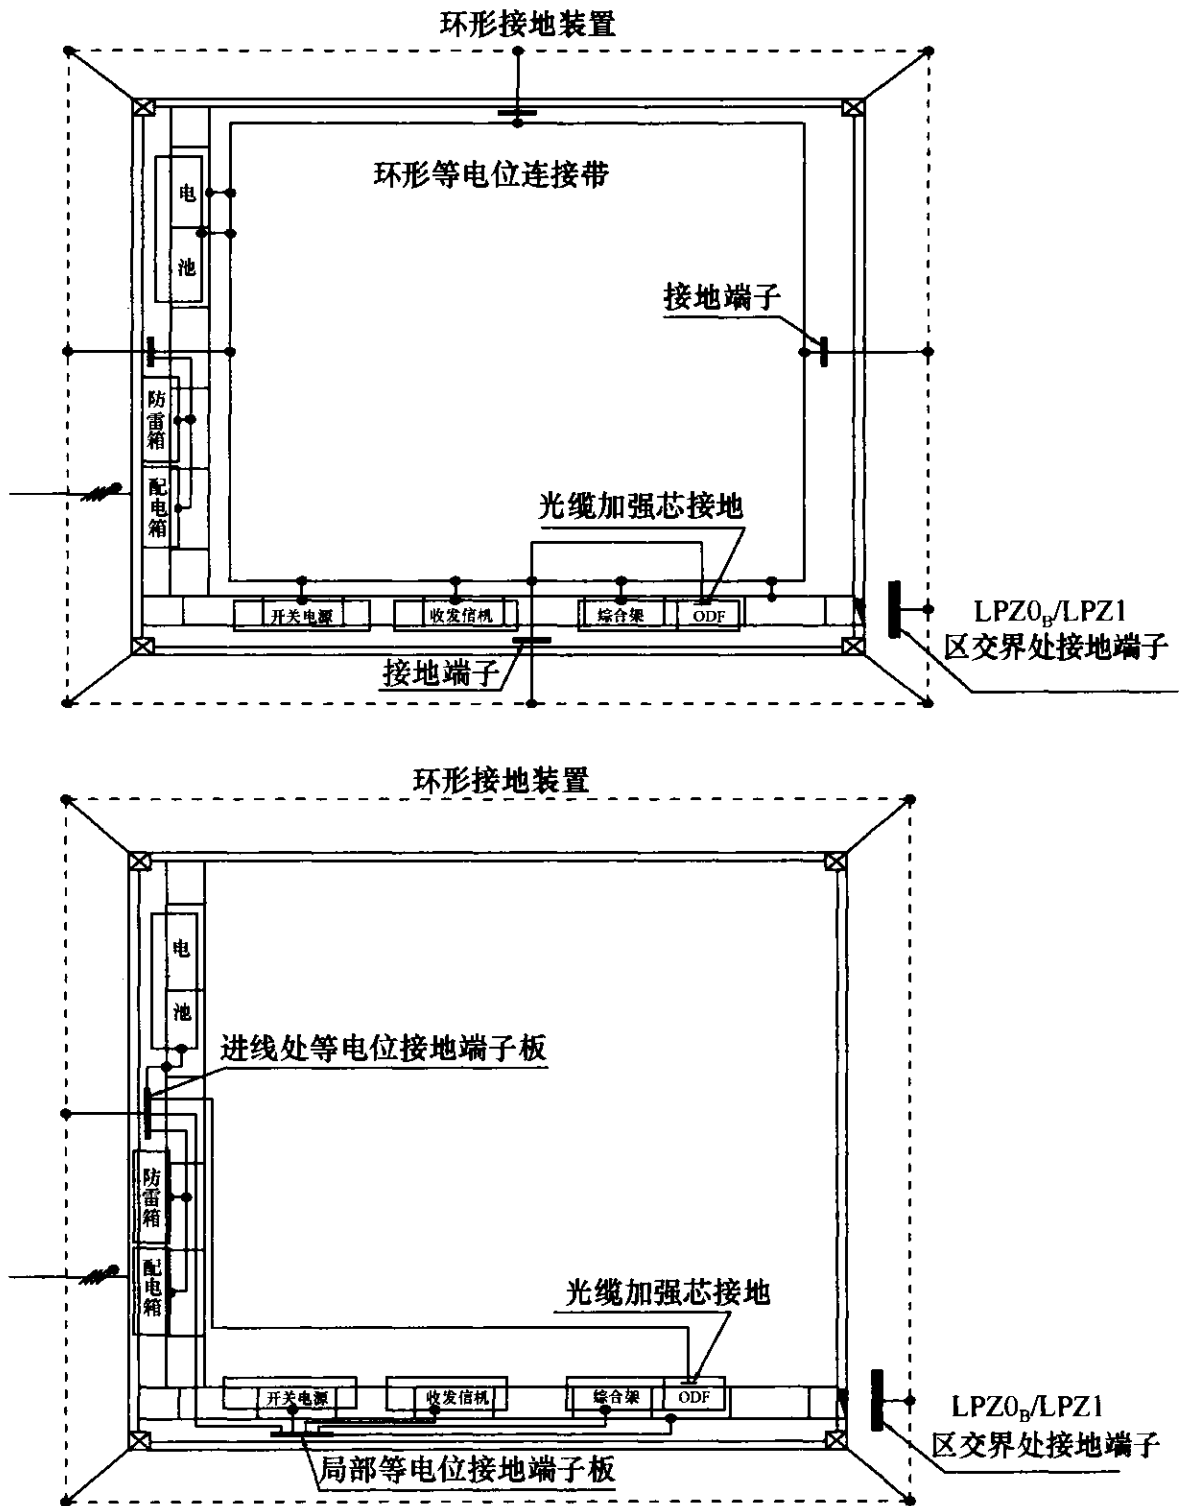 环形接地装置
环形等电位连接带
电
池
接地端子
防
雷
箱
配
电
箱
光缆加强芯接地
开关电源
收发信机
综合架
ODF
LPZ0B/LPZ1
区交界处接地端子
接地端子
环形接地装置
电
池
进线处等电位接地端子板
防
雷
箱
配
电
箱
光缆加强芯接地
开关电源
收发信机
综合架
ODF
LPZ0B/LPZ1
区交界处接地端子
局部等电位接地端子板